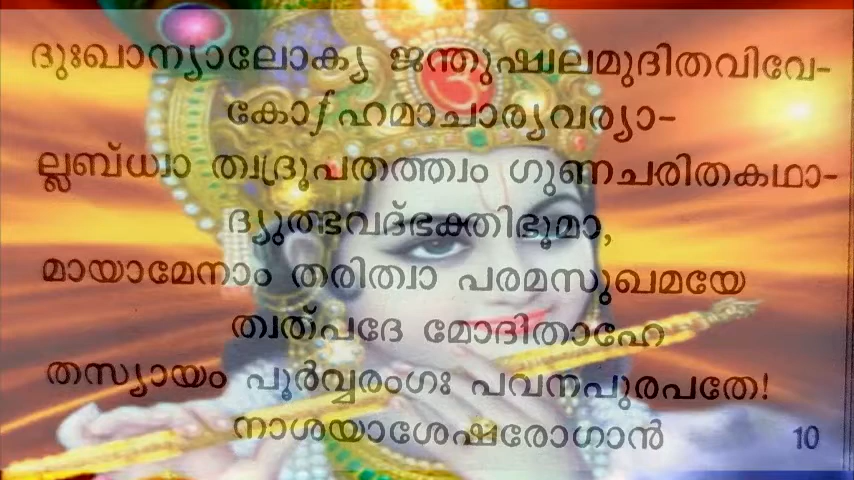 ദുഃഖാന്യാലോക്യ ജന്തുഷ്വലമുദിതവിവേ-
കോഽഹമാചാര്യവര്യാ-
ല്ലബ്ധ്വാ ത്വദ്രൂപതത്ത്വം ഗുണചരിതകഥാ-
ദ്യുത്ഭവദ്ഭക്തിഭൂമാ,
മായാമേനാം തരിത്വാ പരമസുഖമയേ
ത്വത്പദേ മോദിതാഹേ
തസ്യായം പൂർവ്വരംഗഃ പവനപുരപതേ!
നാശയാശേഷരോഗാൻ 10